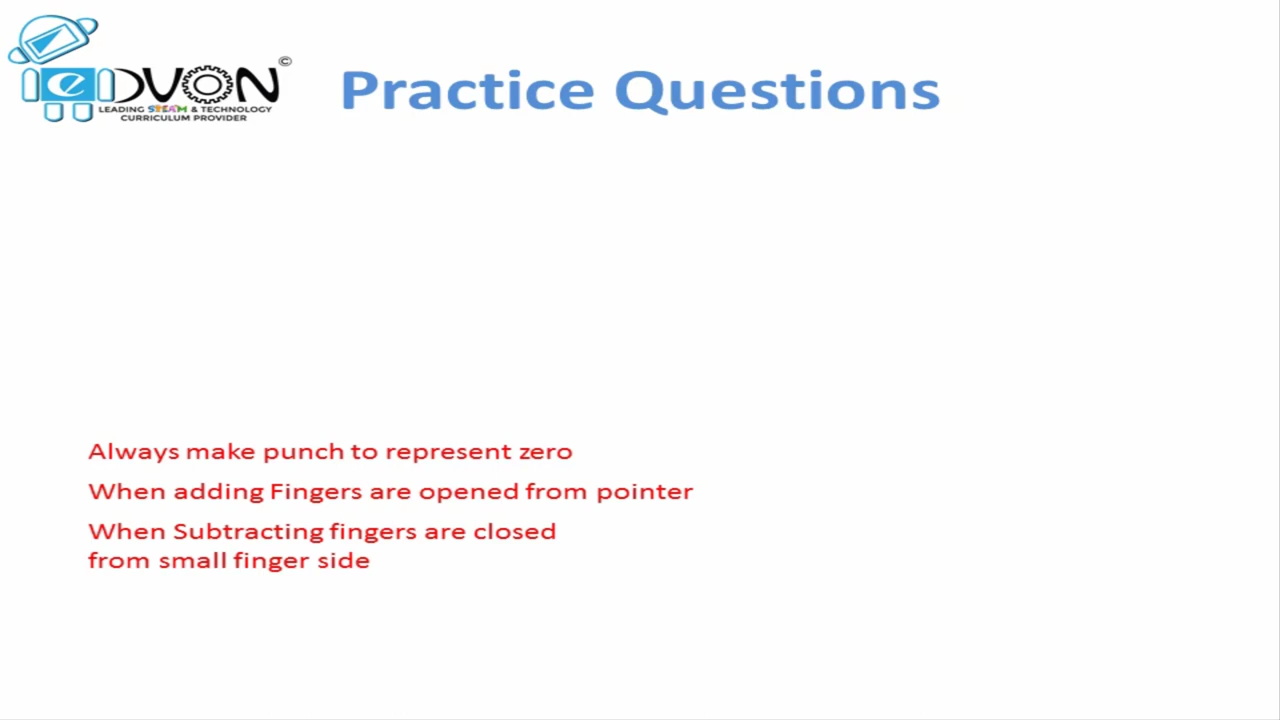 eDVON©
LEADING STEAM & TECHNOLOGY
CURRICULUM PROVIDER
Practice Questions
Always make punch to represent zero
When adding Fingers are opened from pointer
When Subtracting fingers are closed
from small finger side